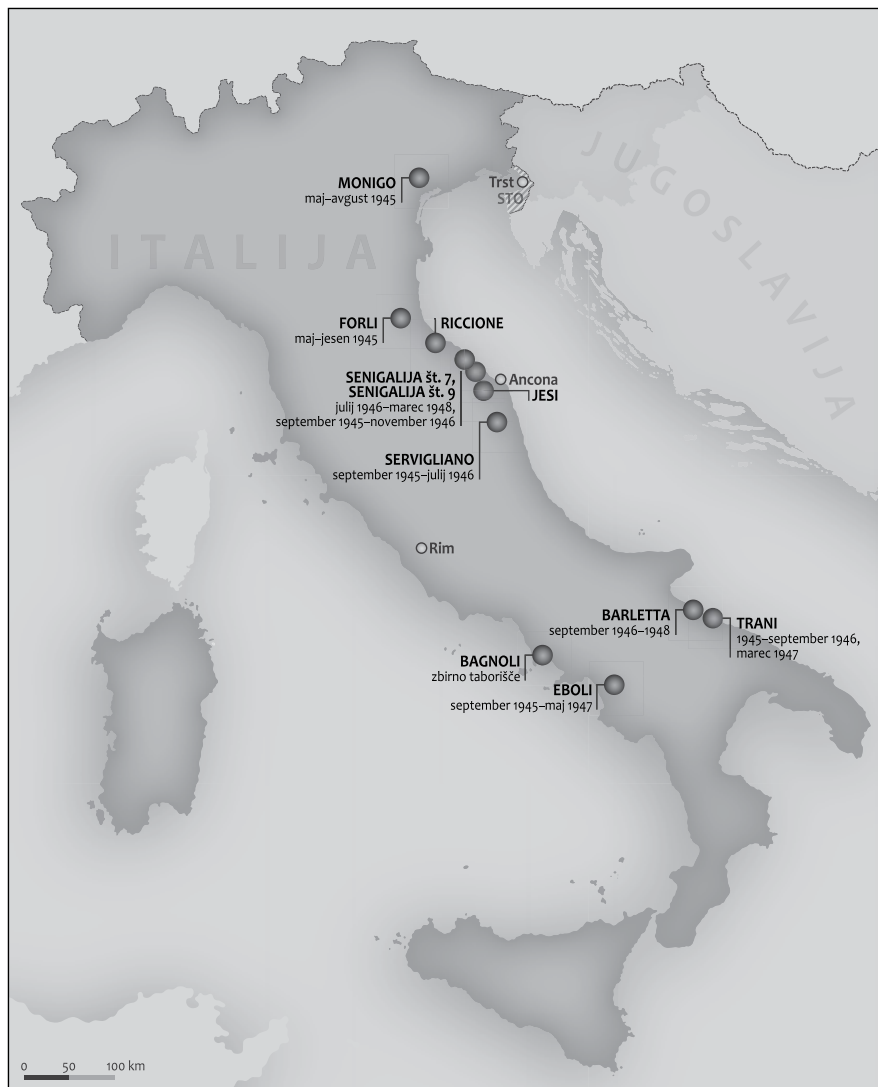 MONIGO
maj–avgust 1945
Trst
STO
JUGOSLAVIJA
ITALIJA
FORLI
maj–jesen 1945
RICCIONE
SENIGALIJA št. 7,
SENIGALIJA št. 9
julij 1946–marec 1948,
september 1945–november 1946
Ancona
JESI
SERVIGLIANO
september 1945–julij 1946
Rim
BARLETTA
september 1946–1948
TRANI
1945–september 1946,
marec 1947
BAGNOLI
zbirno taborišče
EBOLI
september 1945–maj 1947
0 50 100 km